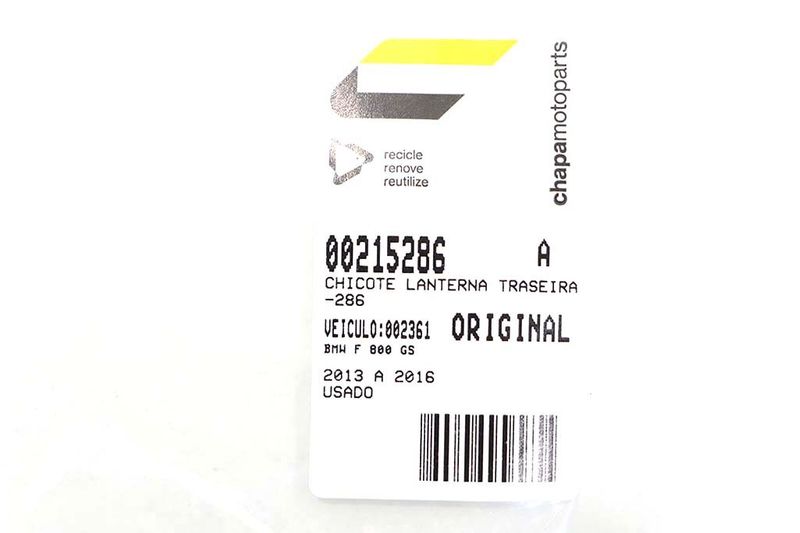 recicle
renove
reutilize
chapamotoparts
00215286 A
CHICOTE LANTERNA TRASEIRA
-286
VEICULO:002361 ORIGINAL
BMW F 800 GS
2013 A 2016
USADO